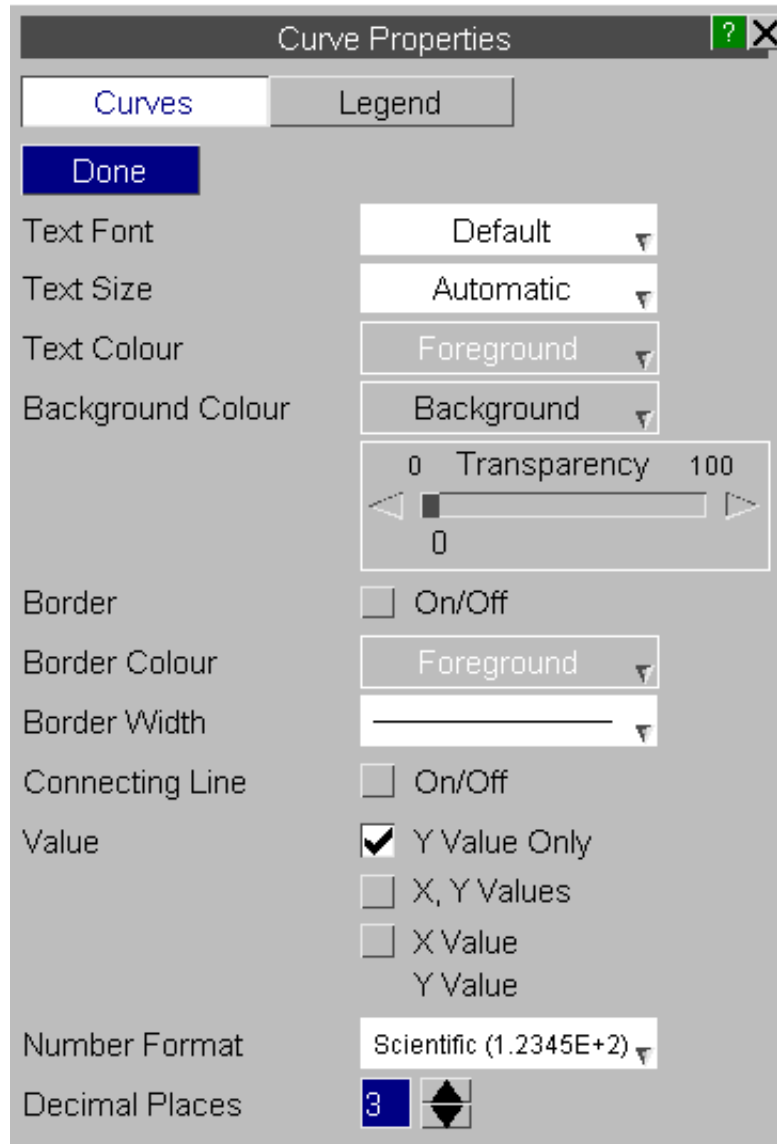 Curve Properties ?
Curves Legend
Done
Text Font Default
Text Size Automatic
Text Colour Foreground
Background Colour Background
0 Transparency 100
0
Border On/Off
Border Colour Foreground
Border Width
Connecting Line On/Off
Value Y Value Only
X, Y Values
X Value
Y Value
Number Format Scientific (1.2345E+2)
Decimal Places 3